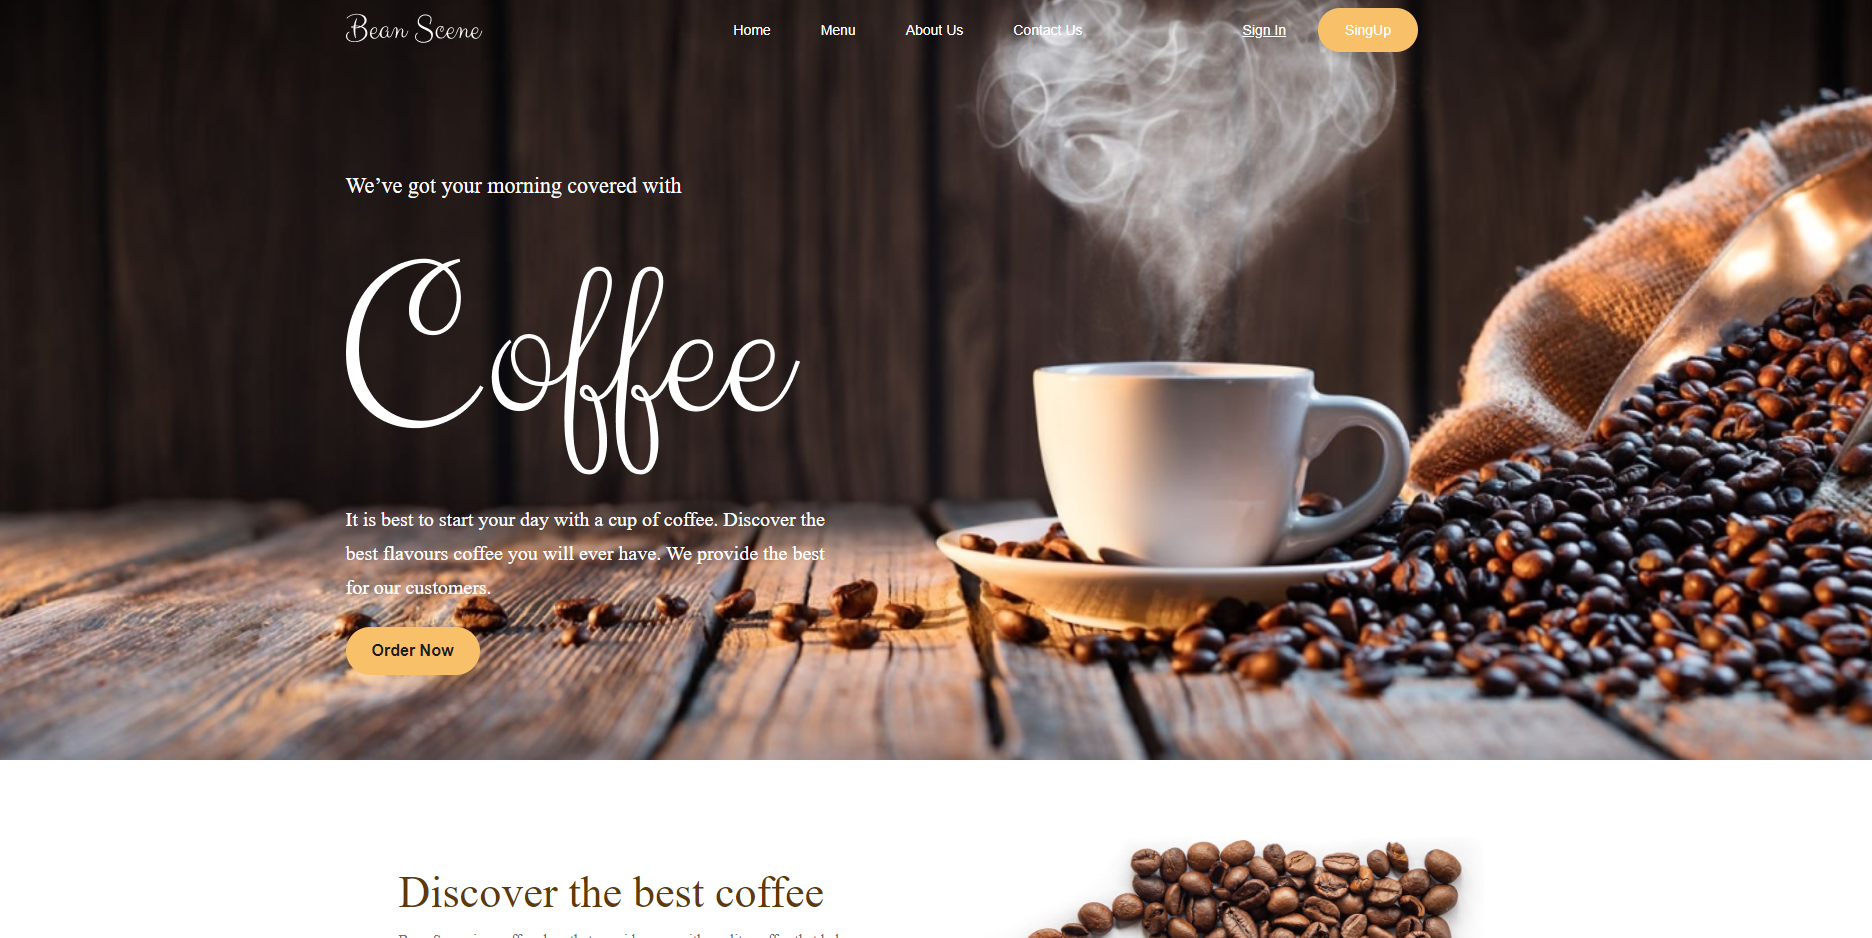 Bean Scene
Home
Menu
About Us
Contact Us
Sign In
SingUp
We’ve got your morning covered with
Coffee
It is best to start your day with a cup of coffee. Discover the
best flavours coffee you will ever have. We provide the best
for our customers.
Order Now
Discover the best coffee